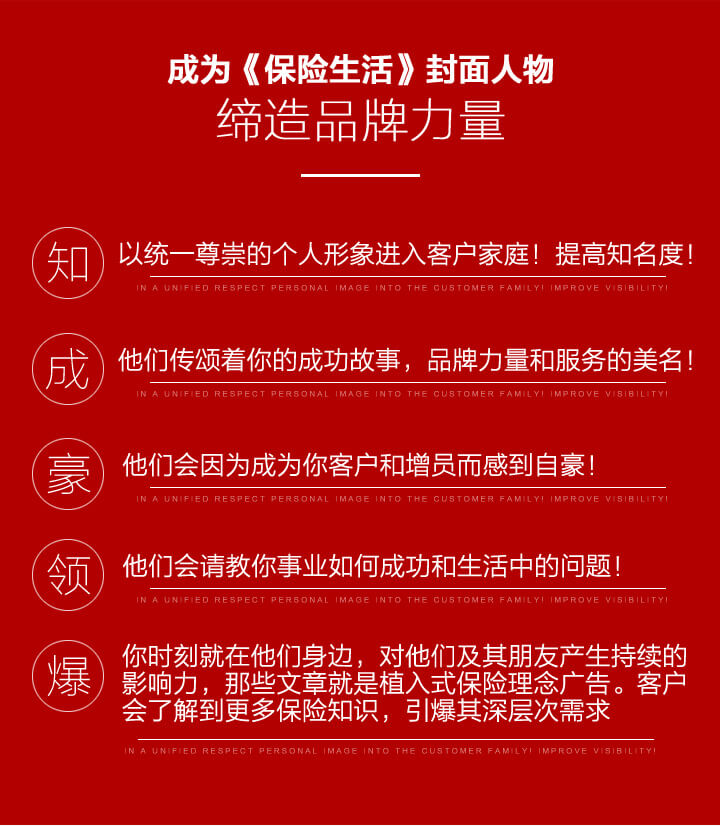 成为《保险生活》封面人物
缔造品牌力量
知
以统一尊崇的个人形象进入客户家庭！提高知名度！
IN A UNIFIED RESPECT PERSONAL IMAGE INTO THE CUSTOMER FAMILY! IMPROVE VISIBILITY!
成
他们传颂着你的成功故事，品牌力量和服务的美名！
IN A UNIFIED RESPECT PERSONAL IMAGE INTO THE CUSTOMER FAMILY! IMPROVE VISIBILITY!
豪
他们会因为成为你客户和增员而感到自豪！
IN A UNIFIED RESPECT PERSONAL IMAGE INTO THE CUSTOMER FAMILY! IMPROVE VISIBILITY!
领
他们会请教你事业如何成功和生活中的问题！
IN A UNIFIED RESPECT PERSONAL IMAGE INTO THE CUSTOMER FAMILY! IMPROVE VISIBILITY!
爆
你时刻就在他们身边，对他们及其朋友产生持续的
影响力，那些文章就是植入式保险理念广告。客户
会了解到更多保险知识，引爆其深层次需求
IN A UNIFIED RESPECT PERSONAL IMAGE INTO THE CUSTOMER FAMILY! IMPROVE VISIBILITY!